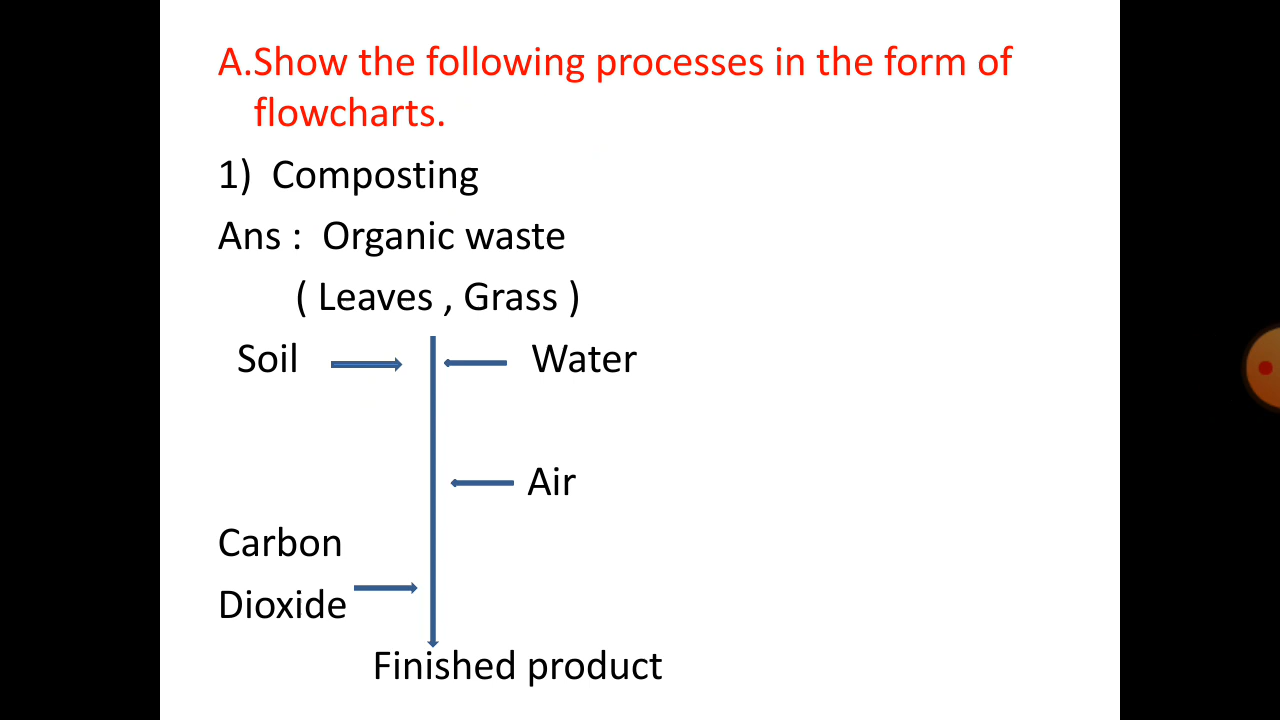 A.Show the following processes in the form of
flowcharts.
1) Composting
Ans : Organic waste
( Leaves , Grass )
Soil Water
Air
Carbon
Dioxide
Finished product